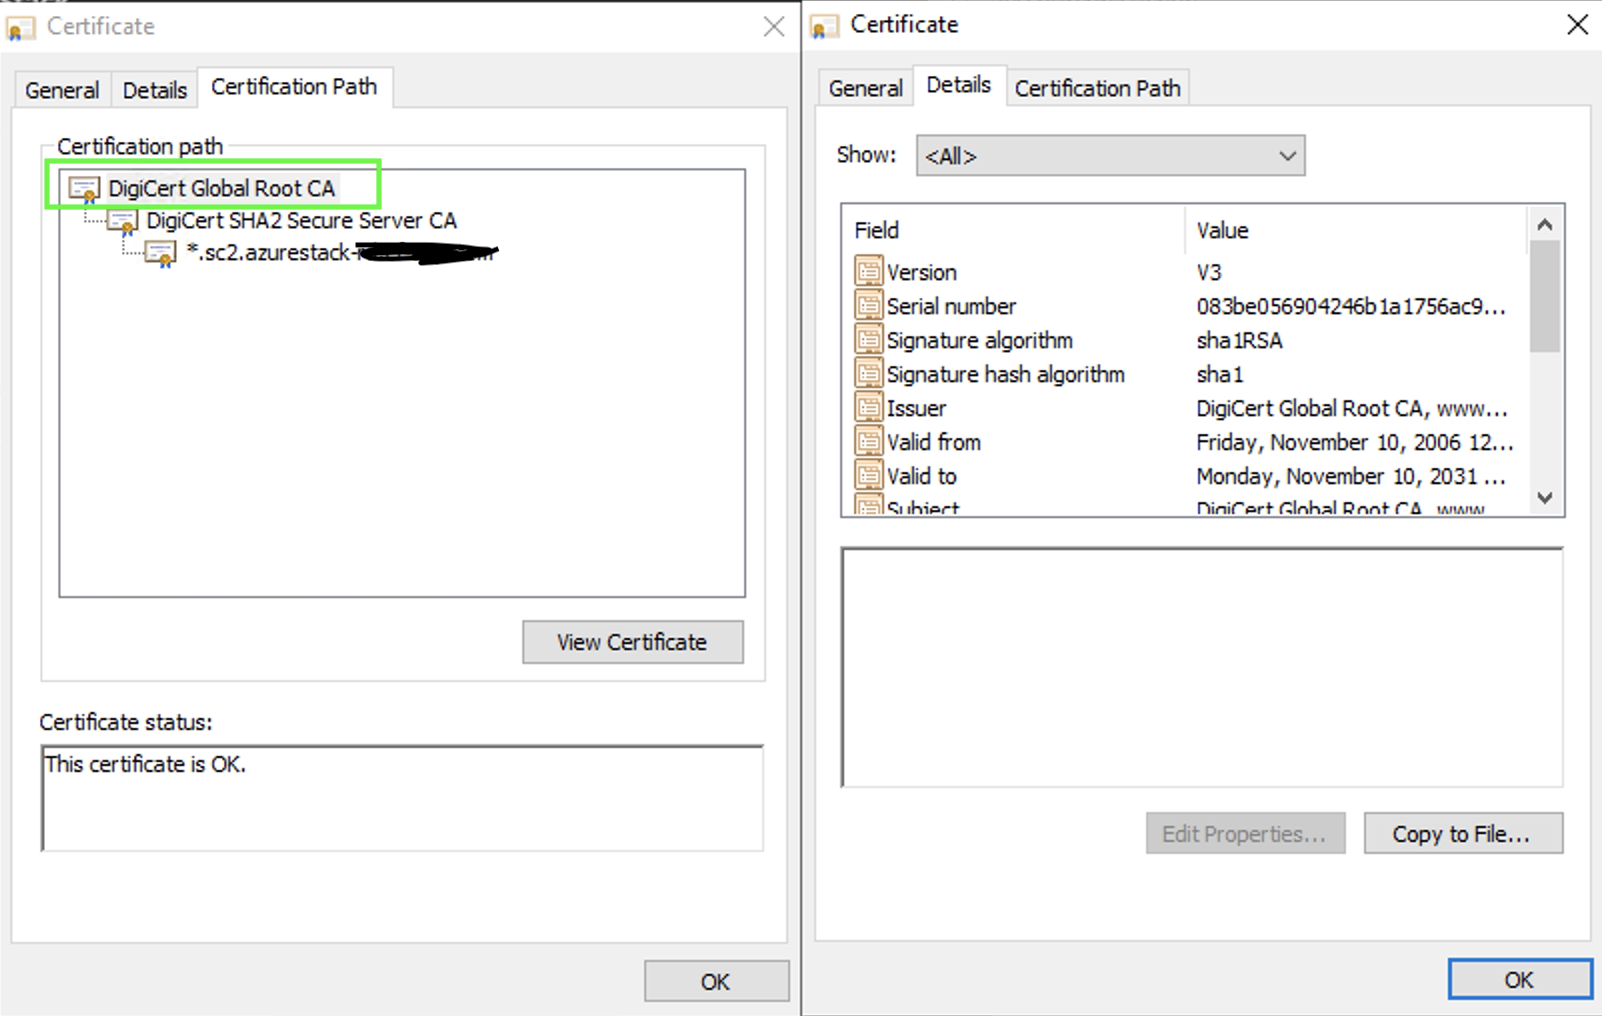 Certificate
General Details Certification Path
Certification path
DigiCert Global Root CA
DigiCert SHA2 Secure Server CA
*.sc2.azurestack-
View Certificate
Certificate status:
This certificate is OK.
OK
Certificate
General Details Certification Path
Show: <All>
Field Value
Version V3
Serial number 083be056904246b1a1756ac9...
Signature algorithm sha1RSA
Signature hash algorithm sha1
Issuer DigiCert Global Root CA, www...
Valid from Friday, November 10, 2006 12...
Valid to Monday, November 10, 2031 ...
Subject DigiCert Global Root CA, www
Edit Properties... Copy to File...
OK